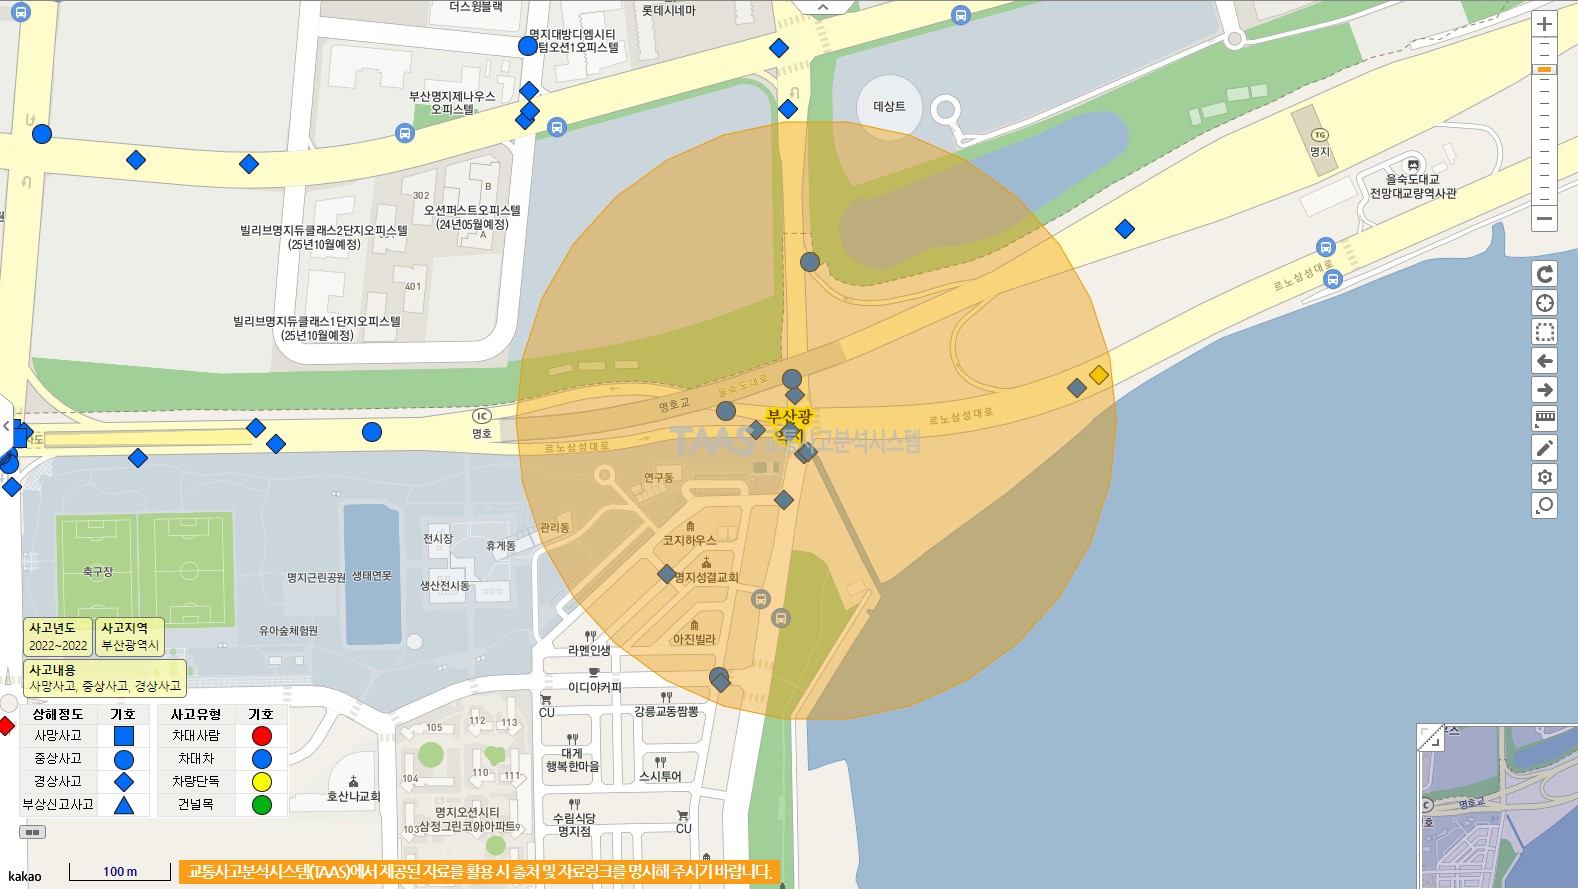 더스윙블랙
롯데시네마
명지대방디엠시티
텀오션1오피스텔
부산명지제나우스
오피스텔
데상트
TG
명지
을숙도대교
전망대교량역사관
302
B
오션퍼스트오피스텔
(24년05월예정)
A
빌리브명지듀클래스2단지오피스텔
(25년10월예정)
401
빌리브명지듀클래스1단지오피스텔
(25년10월예정)
르노삼성대로
을숙도대로
명호교
IC
명호
부산광
르노삼성대로
르노삼성대로
TAAS 교통사고분석시스템
연구동
관리동
코지하우스
명지성결교회
전시장
휴게동
생산전시동
명지근린공원
생태연못
축구장
유아숲체험원
아진빌라
라멘인생
이디야커피
CU
강릉교동짬뽕
대게
행복한마을
스시투어
수림식당
명지점
CU
105
112
113
104
110
111
명지오션시티
103
삼정그린코아아파트
호산나교회
사고년도
2022~2022
사고지역
부산광역시
사고내용
사망사고, 중상사고, 경상사고
상해정도 기호 사고유형 기호
사망사고 차대사람
중상사고 차대차
경상사고 차량단독
부상신고사고 건널목
kakao
100 m
교통사고분석시스템(TAAS)에서 제공된 자료를 활용 시 출처 및 자료링크를 명시해 주시기 바랍니다.
명호교